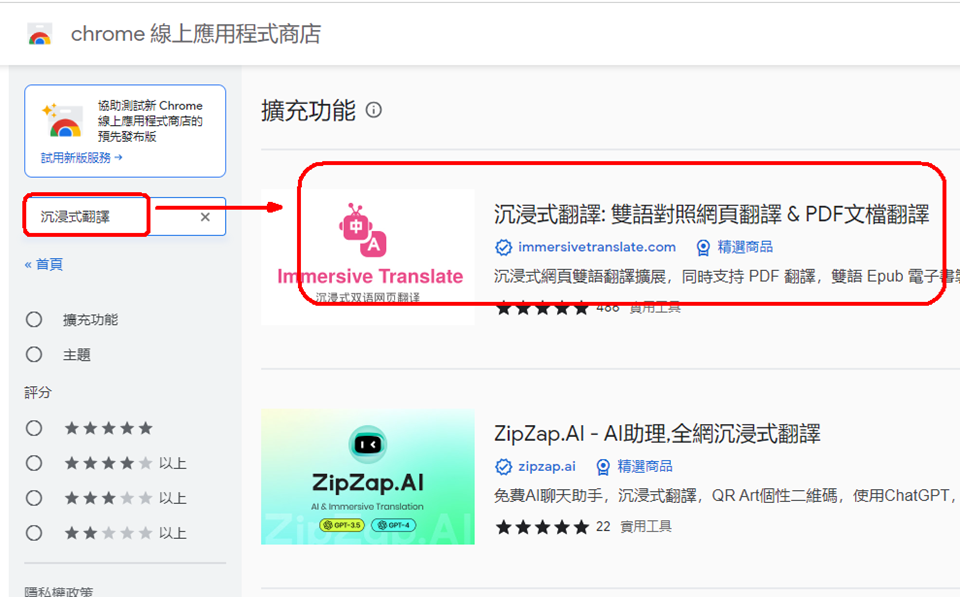 chrome 線上應用程式商店
協助測試新 Chrome
線上應用程式商店的
預先發布版
試用新版服務 →
沉浸式翻譯 ✕
« 首頁
擴充功能
主題
評分
以上
以上
以上
隱私權政策
擴充功能
中
A
Immersive Translate
沉浸式双语网页翻译
沉浸式翻譯: 雙語對照網頁翻譯 & PDF文檔翻譯
immersivetranslate.com 精選商品
沉浸式網頁雙語翻譯擴展，同時支持 PDF 翻譯，雙語 Epub 電子書製
★★★★★ 486 實用工具
ZipZap.AI
AI & Immersive Translation
GPT-3.5 GPT-4
ZipZap.AI
ZipZap.AI - AI助理,全網沉浸式翻譯
zipzap.ai 精選商品
免費AI聊天助手，沉浸式翻譯，QR Art個性二維碼，使用ChatGPT，
★★★★★ 22 實用工具